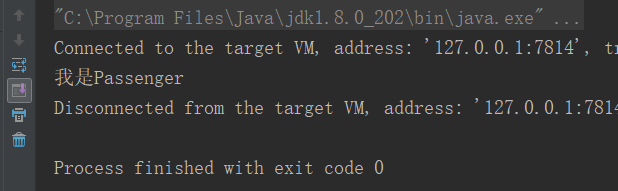 "C:\Program Files\Java\jdk1.8.0_202\bin\java.exe" ...
Connected to the target VM, address: '127.0.0.1:7814', tr
我是Passenger
Disconnected from the target VM, address: '127.0.0.1:7814
Process finished with exit code 0